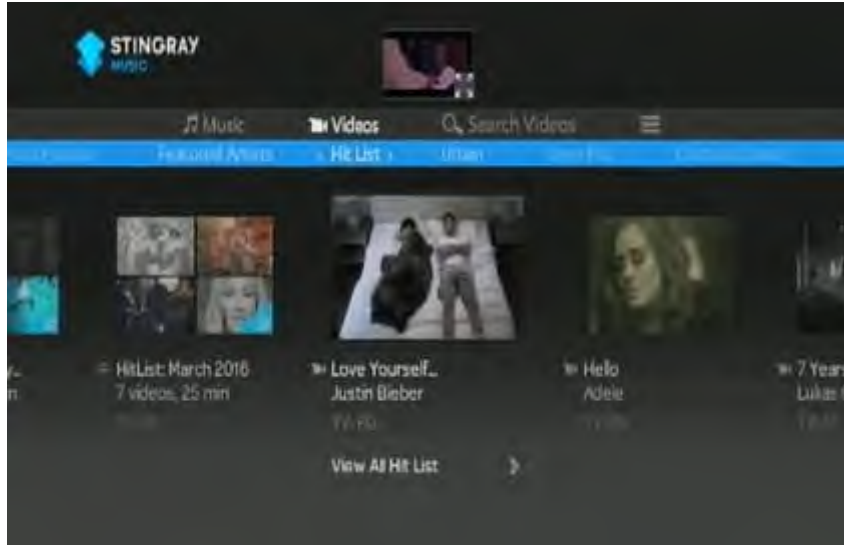 STINGRAY
MUSIC
Music Videos Search Videos
Featured Artists ‹ Hit List › Urban
HitList: March 2016 Love Yourself... Hello 7 Years
7 videos, 25 min Justin Bieber Adele Lukas
View All Hit List ›